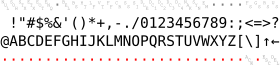 !"#$%&'()*+,-./0123456789:;<=>?
@ABCDEFGHIJKLMNOPQRSTUVWXYZ[\]↑←